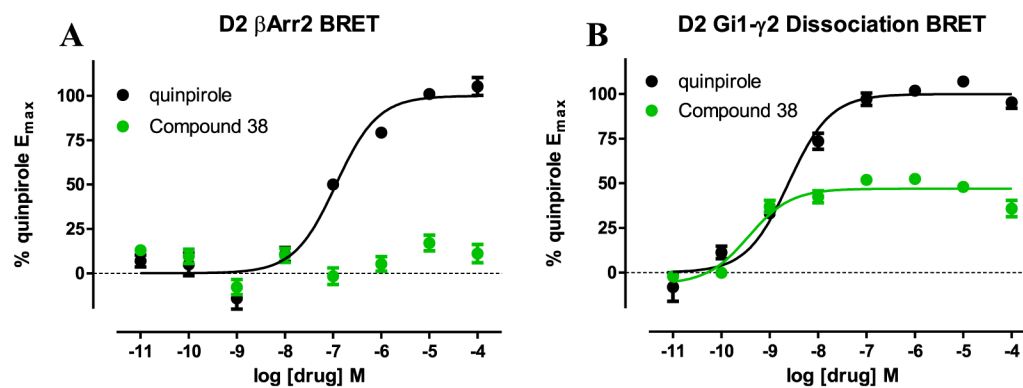 A
D2 βArr2 BRET
% quinpirole Emax
quinpirole
Compound 38
100
75
50
25
0
-11 -10 -9 -8 -7 -6 -5 -4
log [drug] M
B
D2 Gi1-γ2 Dissociation BRET
% quinpirole Emax
quinpirole
Compound 38
100
75
50
25
0
-11 -10 -9 -8 -7 -6 -5 -4
log [drug] M